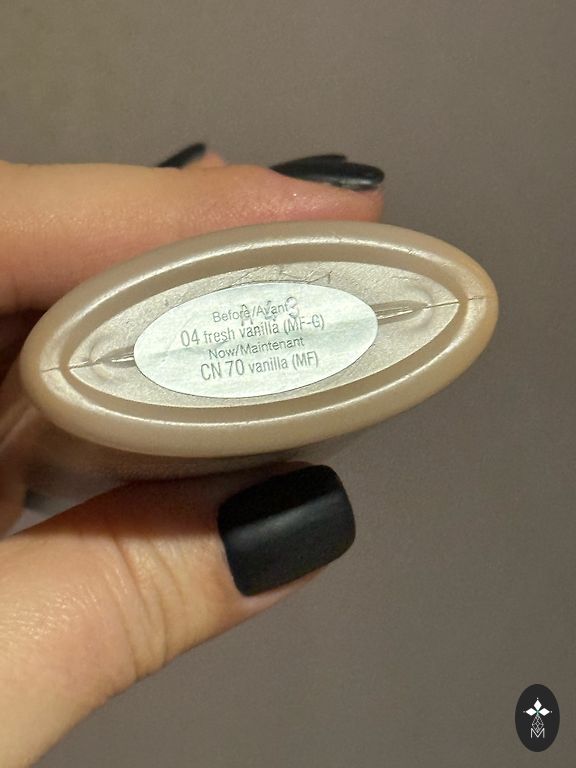 Before/Avant
04 fresh vanilla (MF-G)
Now/Maintenant
CN 70 vanilla (MF)